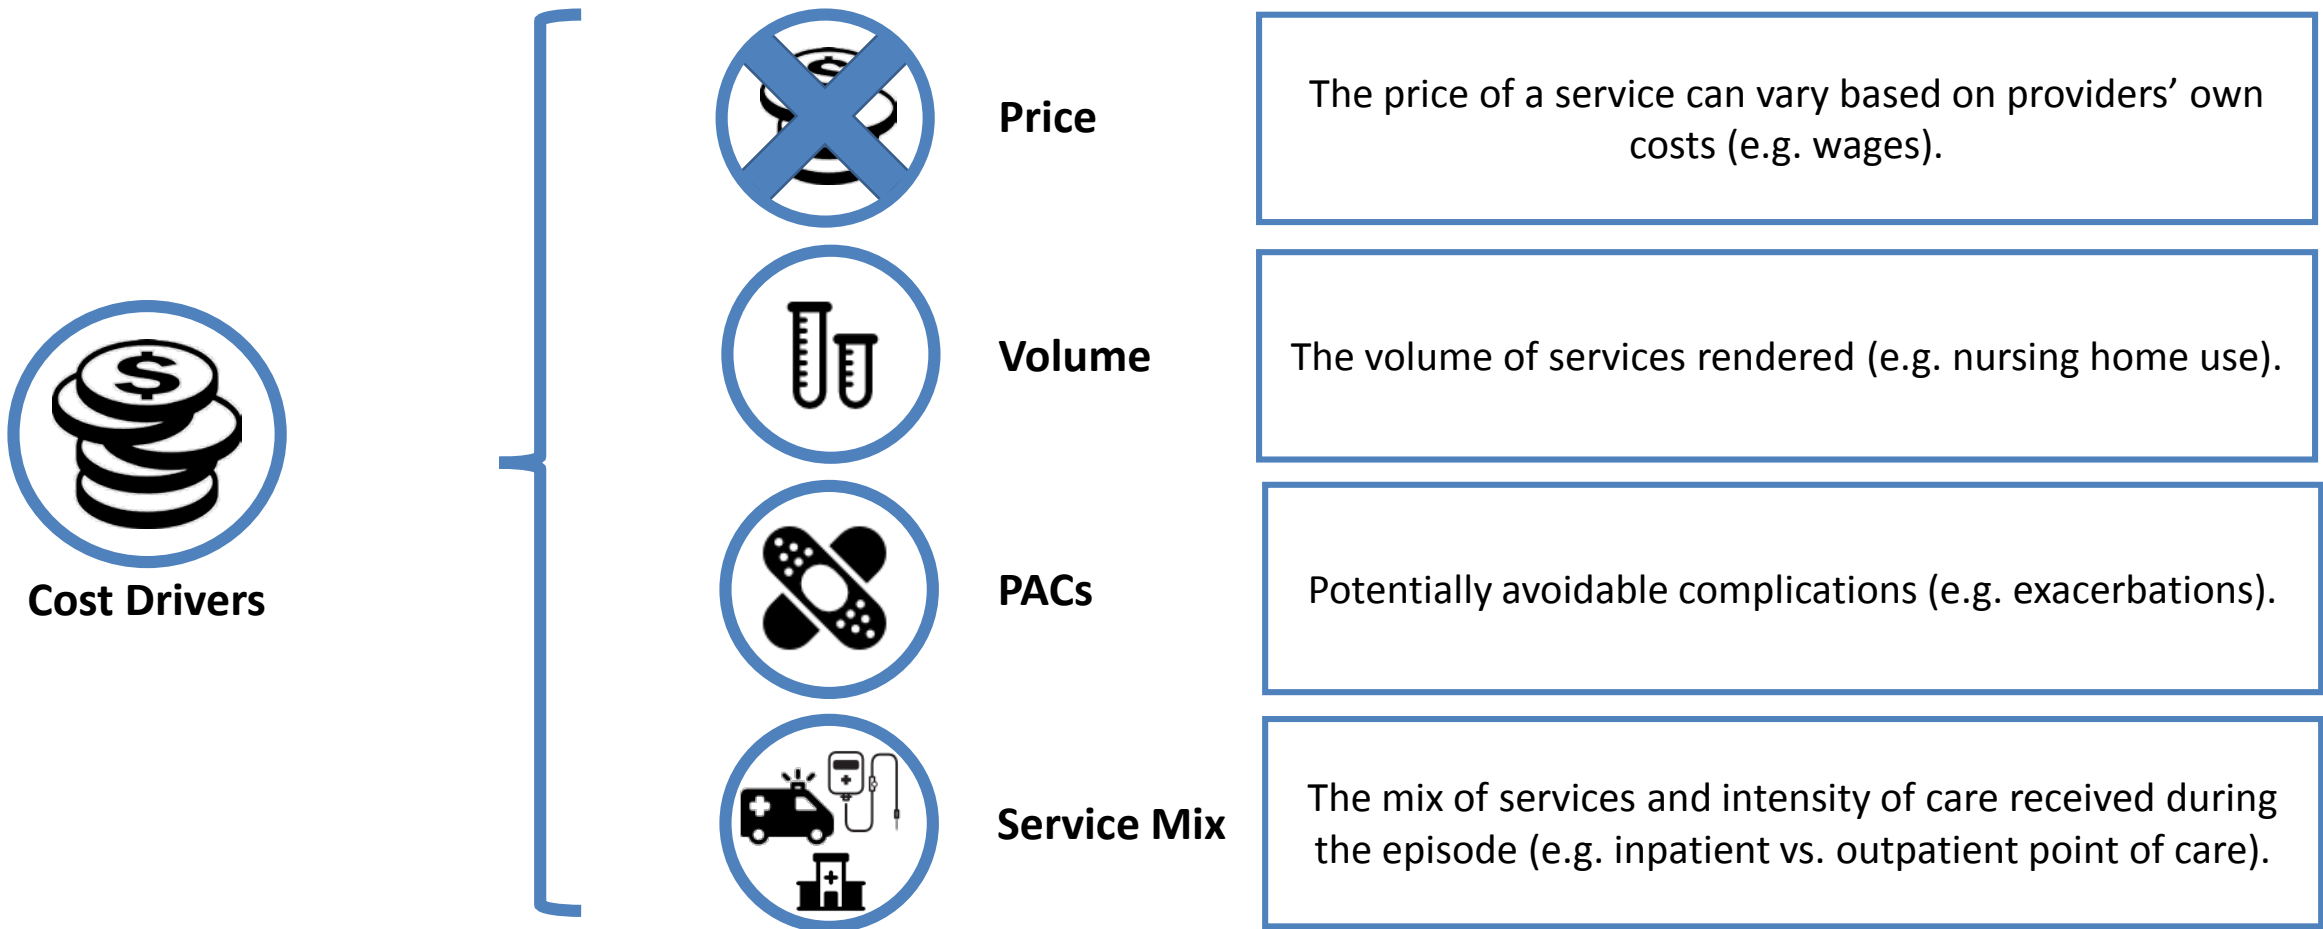 Cost Drivers
Price
The price of a service can vary based on providers’ own
costs (e.g. wages).
Volume
The volume of services rendered (e.g. nursing home use).
PACs
Potentially avoidable complications (e.g. exacerbations).
Service Mix
The mix of services and intensity of care received during
the episode (e.g. inpatient vs. outpatient point of care).